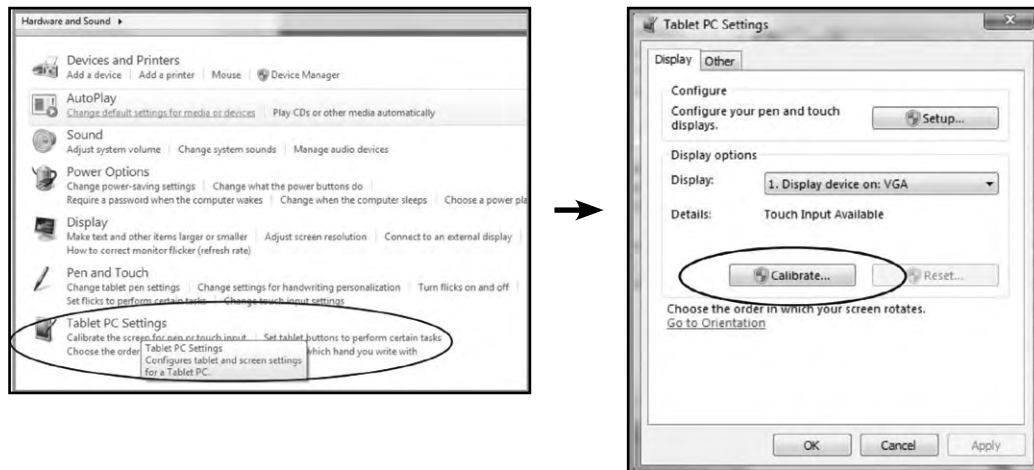 Hardware and Sound
Devices and Printers
Add a device Add a printer Mouse Device Manager
AutoPlay
Change default settings for media or devices Play CDs or other media automatically
Sound
Adjust system volume Change system sounds Manage audio devices
Power Options
Change power-saving settings Change what the power buttons do
Require a password when the computer wakes Change when the computer sleeps Choose a power pla
Display
Make text and other items larger or smaller Adjust screen resolution Connect to an external display
How to correct monitor flicker (refresh rate)
Pen and Touch
Change tablet pen settings Change settings for handwriting personalization Turn flicks on and off
Set flicks to perform certain tasks Change touch input settings
Tablet PC Settings
Calibrate the screen for pen or touch input Set tablet buttons to perform certain tasks
Choose the order which hand you write with
Tablet PC Settings
Configures tablet and screen settings
for a Tablet PC.
Tablet PC Settings
Display Other
Configure
Configure your pen and touch
displays.
Setup...
Display options
Display: 1. Display device on: VGA
Details: Touch Input Available
Calibrate... Reset...
Choose the order in which your screen rotates.
Go to Orientation
OK Cancel Apply